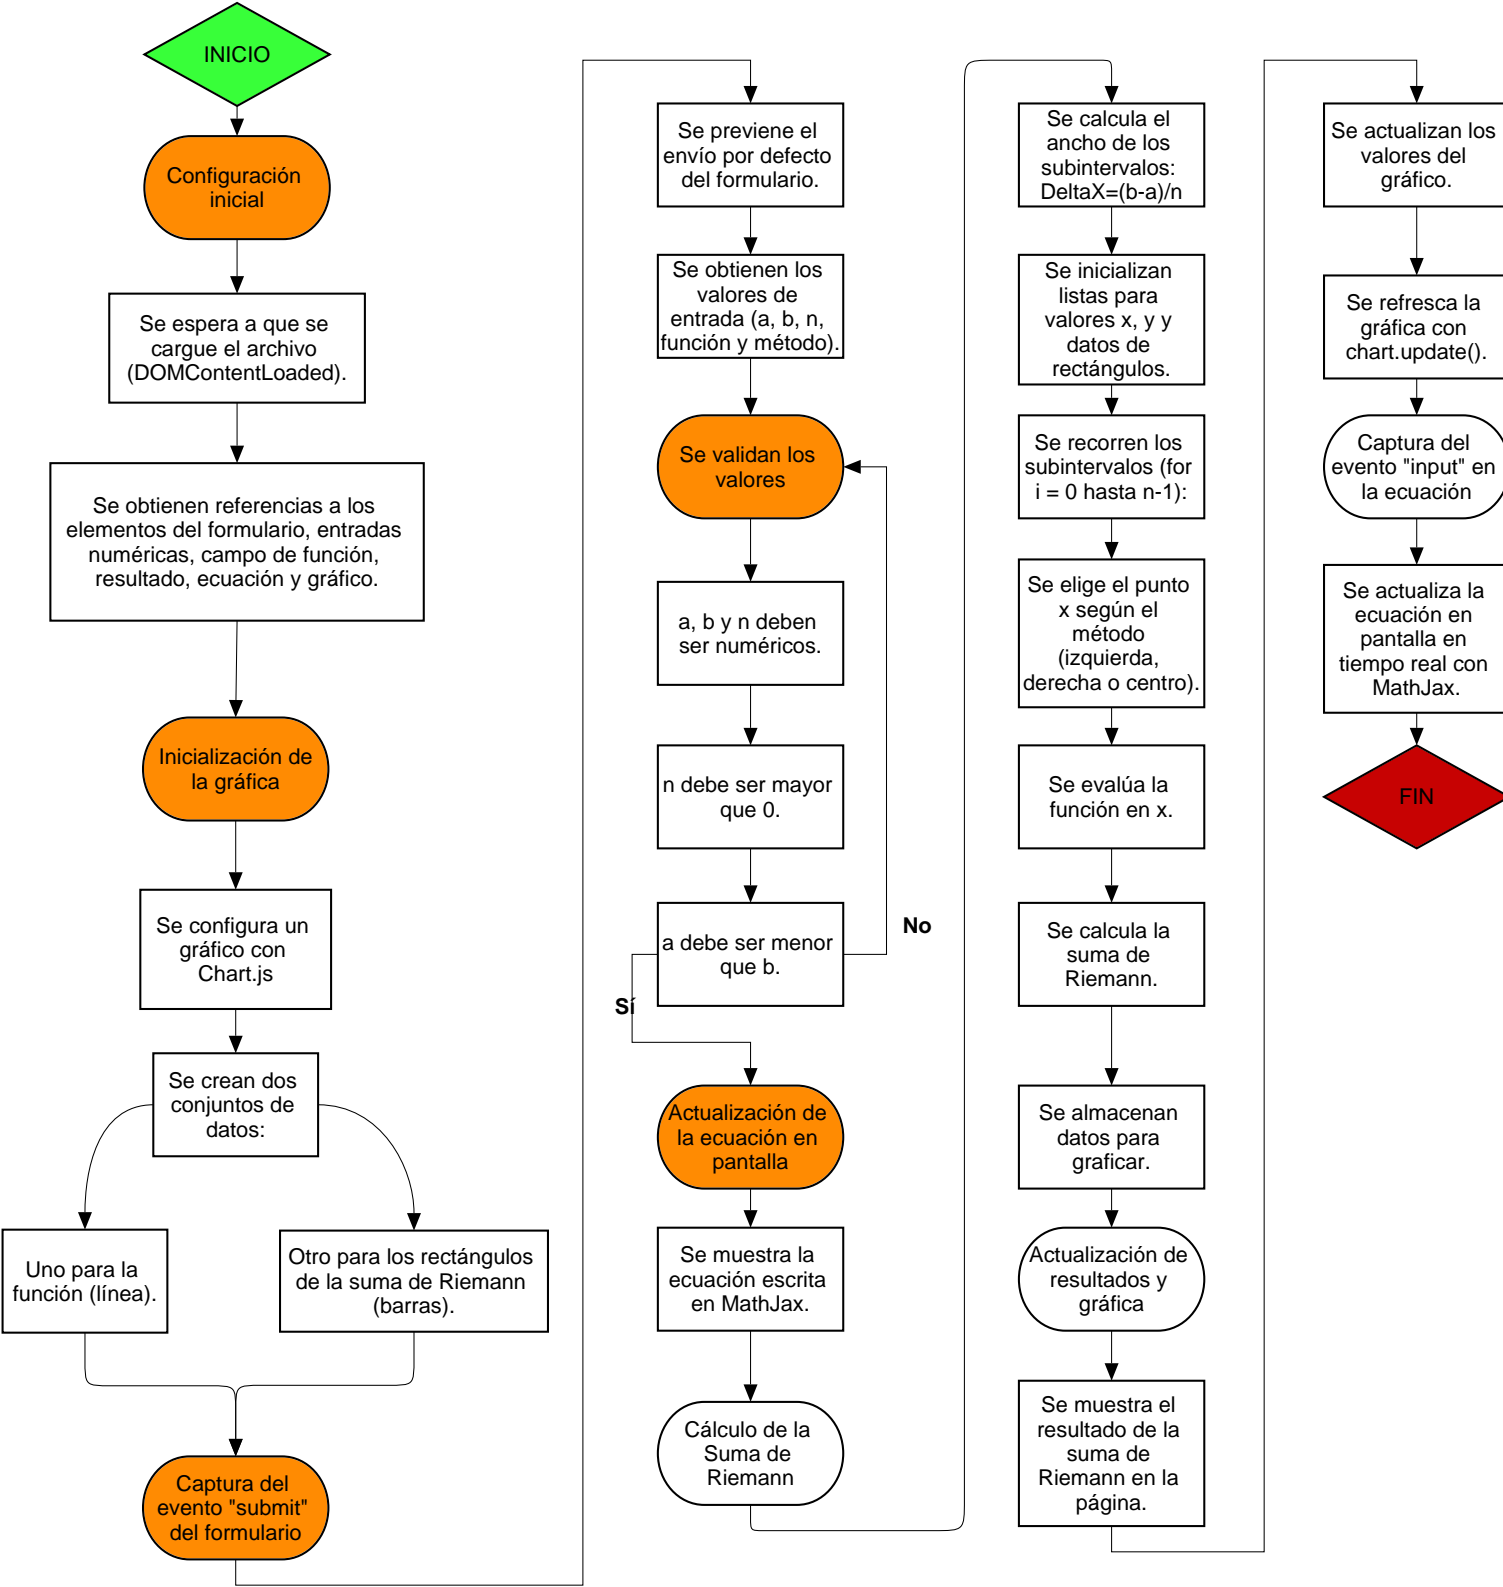 INICIO
Configuración
inicial
Se espera a que se
cargue el archivo
(DOMContentLoaded).
Se obtienen referencias a los
elementos del formulario, entradas
numéricas, campo de función,
resultado, ecuación y gráfico.
Inicialización de
la gráfica
Se configura un
gráfico con
Chart.js
Se crean dos
conjuntos de
datos:
Uno para la
función (línea).
Otro para los rectángulos
de la suma de Riemann
(barras).
Captura del
evento "submit"
del formulario
Se previene el
envío por defecto
del formulario.
Se obtienen los
valores de
entrada (a, b, n,
función y método).
Se validan los
valores
a, b y n deben
ser numéricos.
n debe ser mayor
que 0.
a debe ser menor
que b.
No
Sí
Actualización de
la ecuación en
pantalla
Se muestra la
ecuación escrita
en MathJax.
Cálculo de la
Suma de
Riemann
Se calcula el
ancho de los
subintervalos:
DeltaX=(b-a)/n
Se inicializan
listas para
valores x, y y
datos de
rectángulos.
Se recorren los
subintervalos (for
i = 0 hasta n-1):
Se elige el punto
x según el
método
(izquierda,
derecha o centro).
Se evalúa la
función en x.
Se calcula la
suma de
Riemann.
Se almacenan
datos para
graficar.
Actualización de
resultados y
gráfica
Se muestra el
resultado de la
suma de
Riemann en la
página.
Se actualizan los
valores del
gráfico.
Se refresca la
gráfica con
chart.update().
Captura del
evento "input" en
la ecuación
Se actualiza la
ecuación en
pantalla en
tiempo real con
MathJax.
FIN